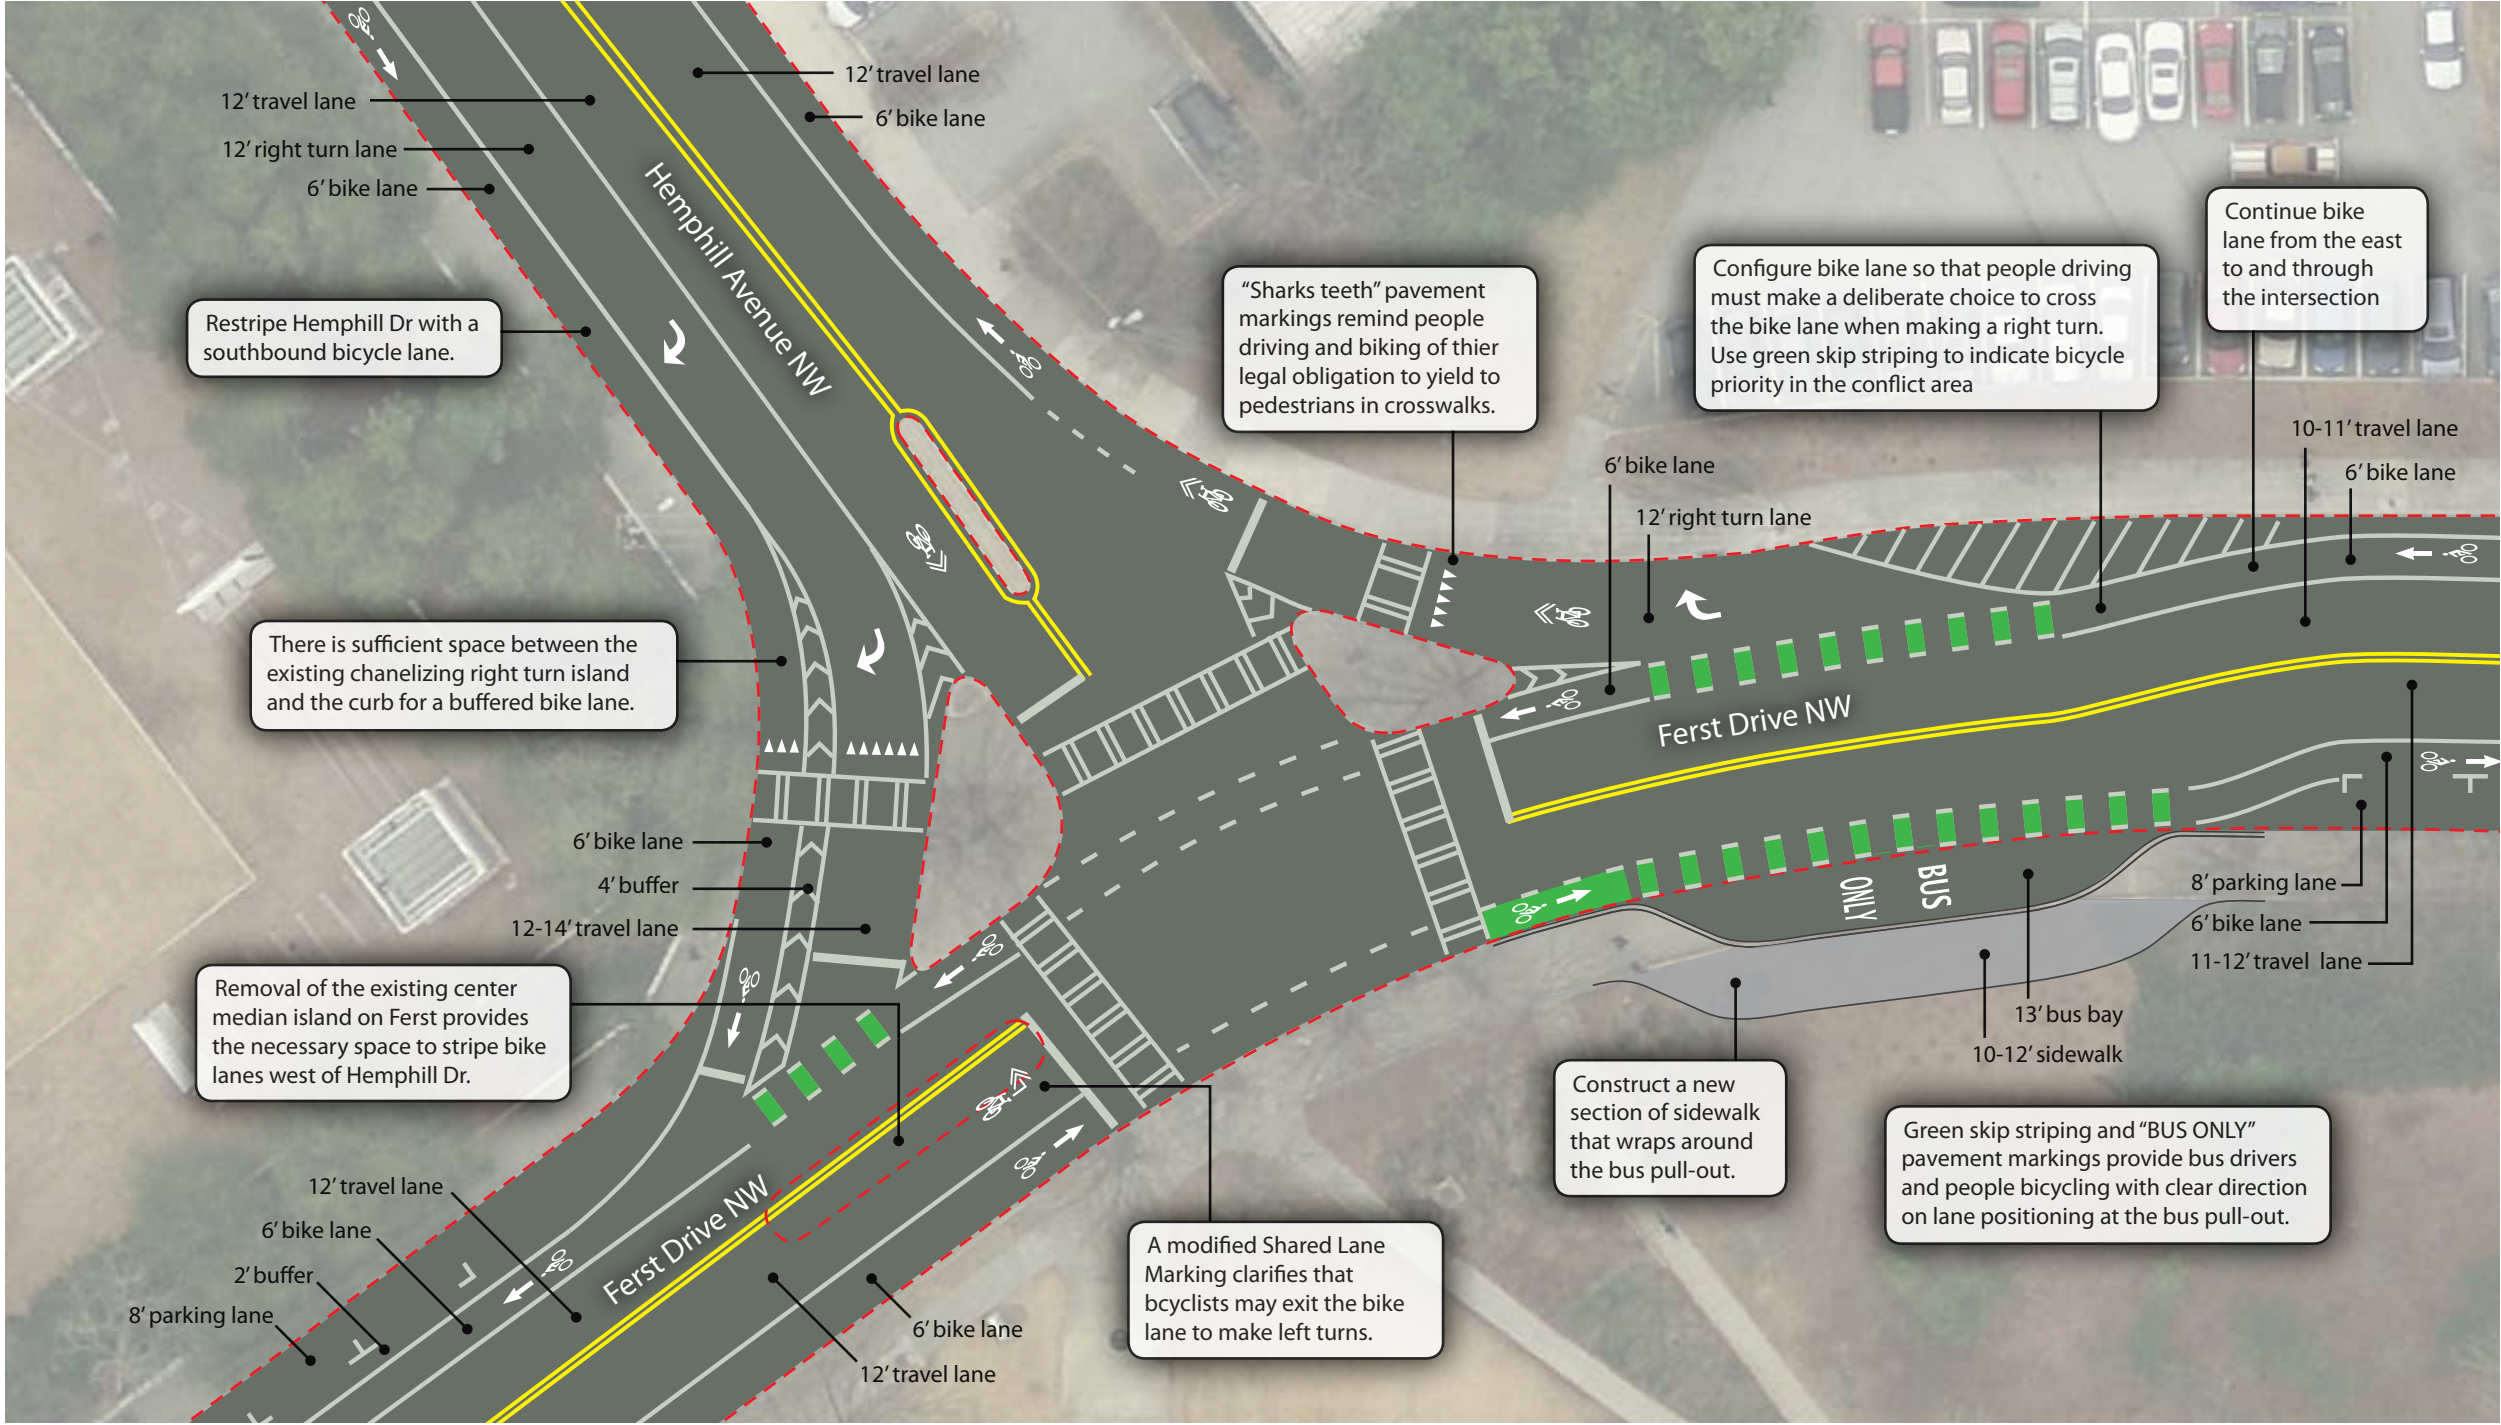 12’ travel lane
6’ bike lane
12’ travel lane
12’ right turn lane
6’ bike lane
Hemphill Avenue NW
Restripe Hemphill Dr with a
southbound bicycle lane.
“Sharks teeth” pavement
markings remind people
driving and biking of thier
legal obligation to yield to
pedestrians in crosswalks.
Configure bike lane so that people driving
must make a deliberate choice to cross
the bike lane when making a right turn.
Use green skip striping to indicate bicycle
priority in the conflict area
Continue bike
lane from the east
to and through
the intersection
10-11’ travel lane
6’ bike lane
6’ bike lane
12’ right turn lane
There is sufficient space between the
existing chanelizing right turn island
and the curb for a buffered bike lane.
Ferst Drive NW
6’ bike lane
4’ buffer
12-14’ travel lane
BUS
ONLY
8’ parking lane
6’ bike lane
11-12’ travel lane
13’ bus bay
10-12’ sidewalk
Removal of the existing center
median island on Ferst provides
the necessary space to stripe bike
lanes west of Hemphill Dr.
Construct a new
section of sidewalk
that wraps around
the bus pull-out.
Green skip striping and “BUS ONLY”
pavement markings provide bus drivers
and people bicycling with clear direction
on lane positioning at the bus pull-out.
12’ travel lane
6’ bike lane
2’ buffer
8’ parking lane
Ferst Drive NW
A modified Shared Lane
Marking clarifies that
bcyclists may exit the bike
lane to make left turns.
6’ bike lane
12’ travel lane